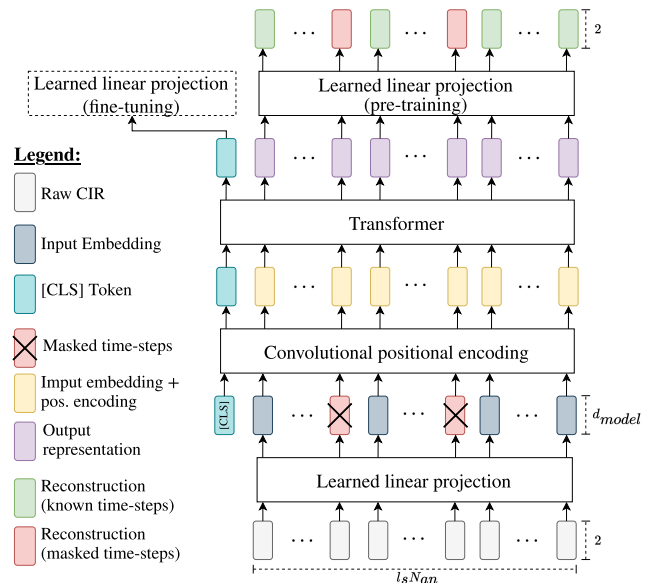 2
Learned linear projection
(fine-tuning)
Learned linear projection
(pre-training)
Legend:
Raw CIR
Input Embedding
[CLS] Token
Masked time-steps
Imput embedding +
pos. encoding
Output
representation
Reconstruction
(known time-steps)
Reconstruction
(masked time-steps)
Transformer
Convolutional positional encoding
[CLS]
d_model
Learned linear projection
2
l_s N_an